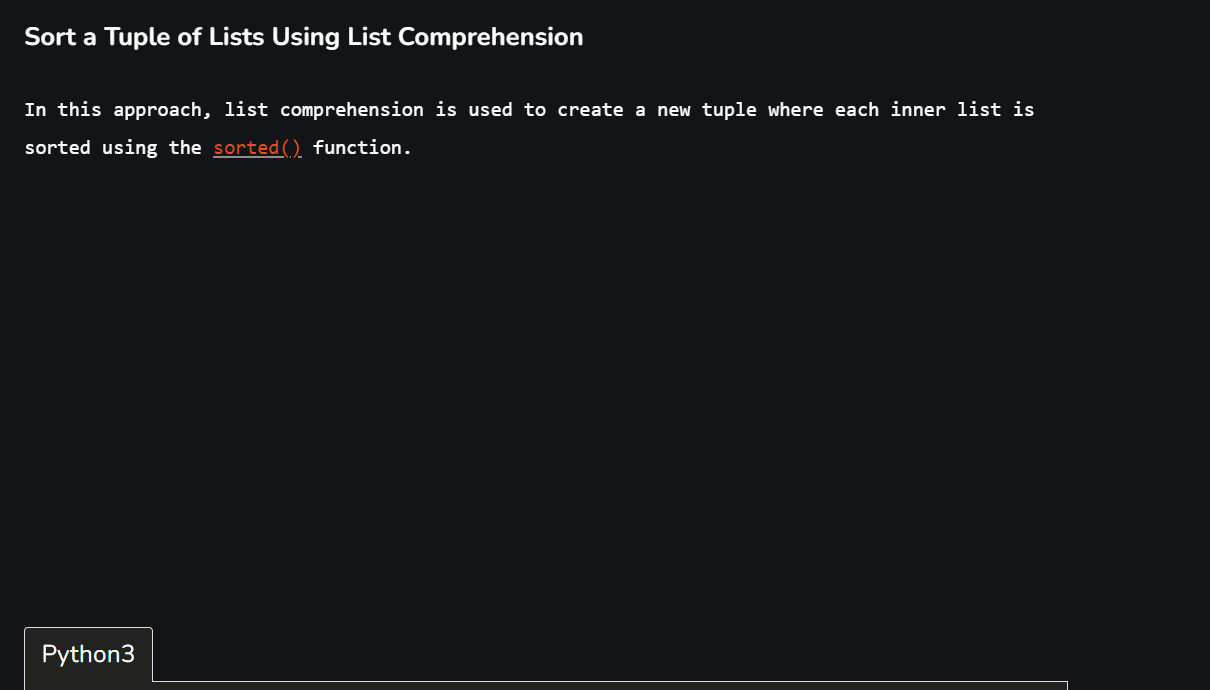 Sort a Tuple of Lists Using List Comprehension
In this approach, list comprehension is used to create a new tuple where each inner list is
sorted using the sorted() function.
Python3